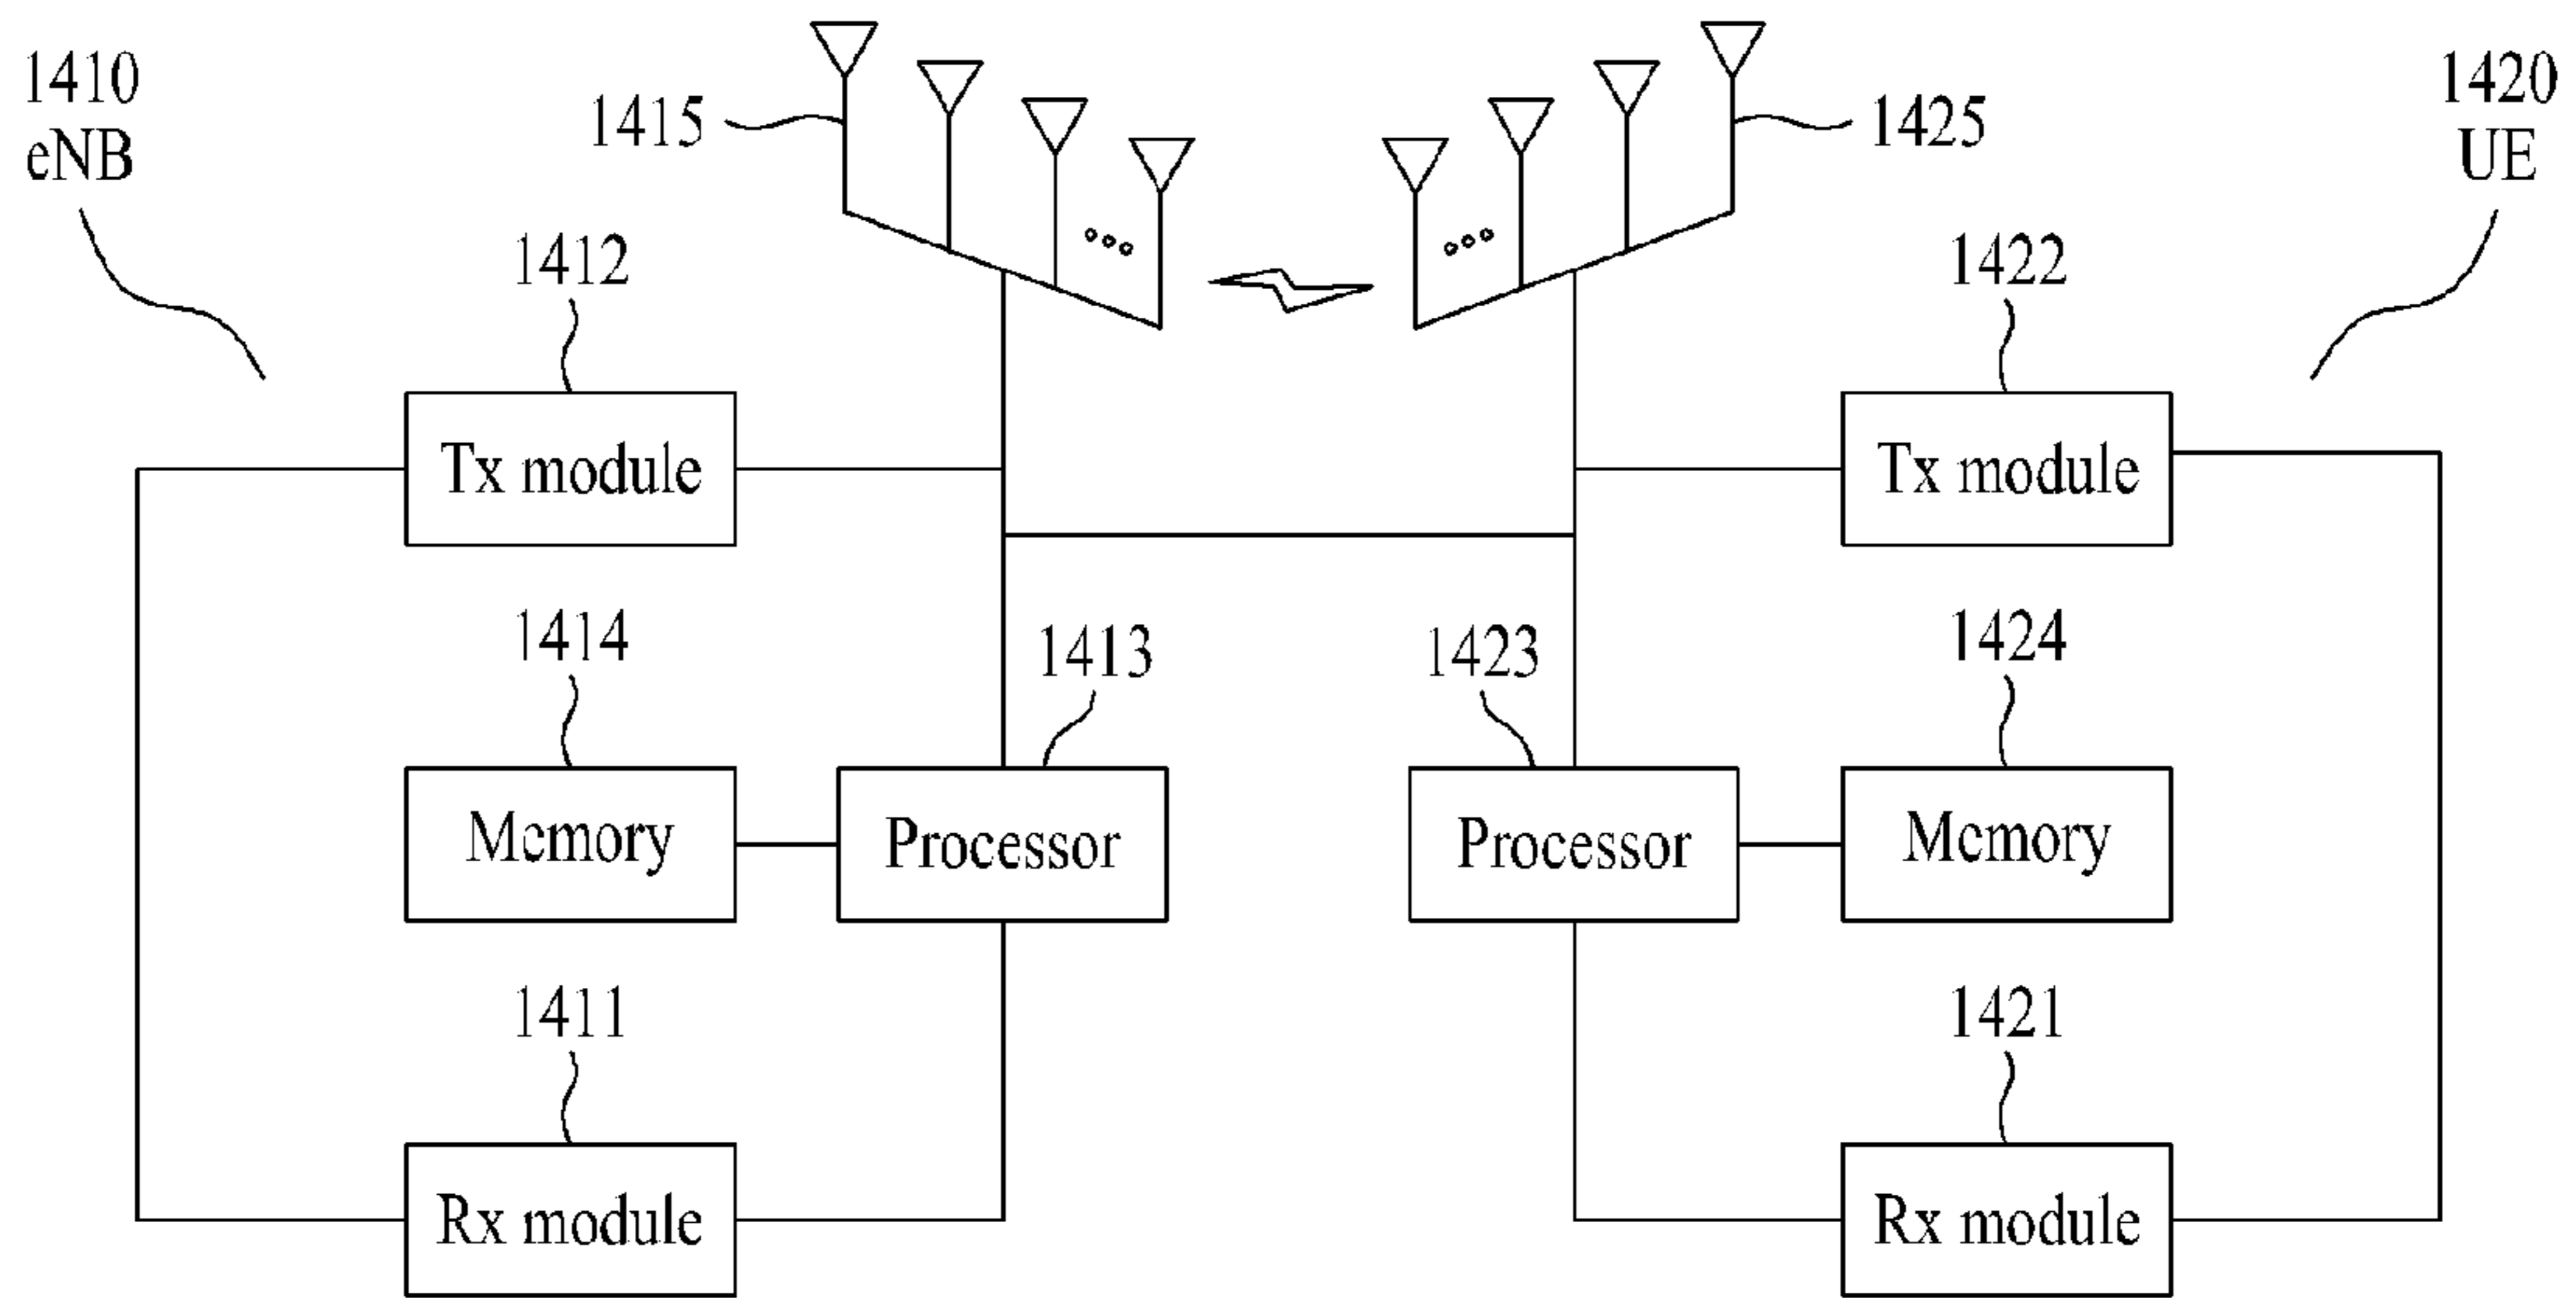 1410
eNB
1415
1425
1420
UE
1412
1422
Tx module
Tx module
1414
1413
1423
1424
Memory
Processor
Processor
Memory
1411
1421
Rx module
Rx module